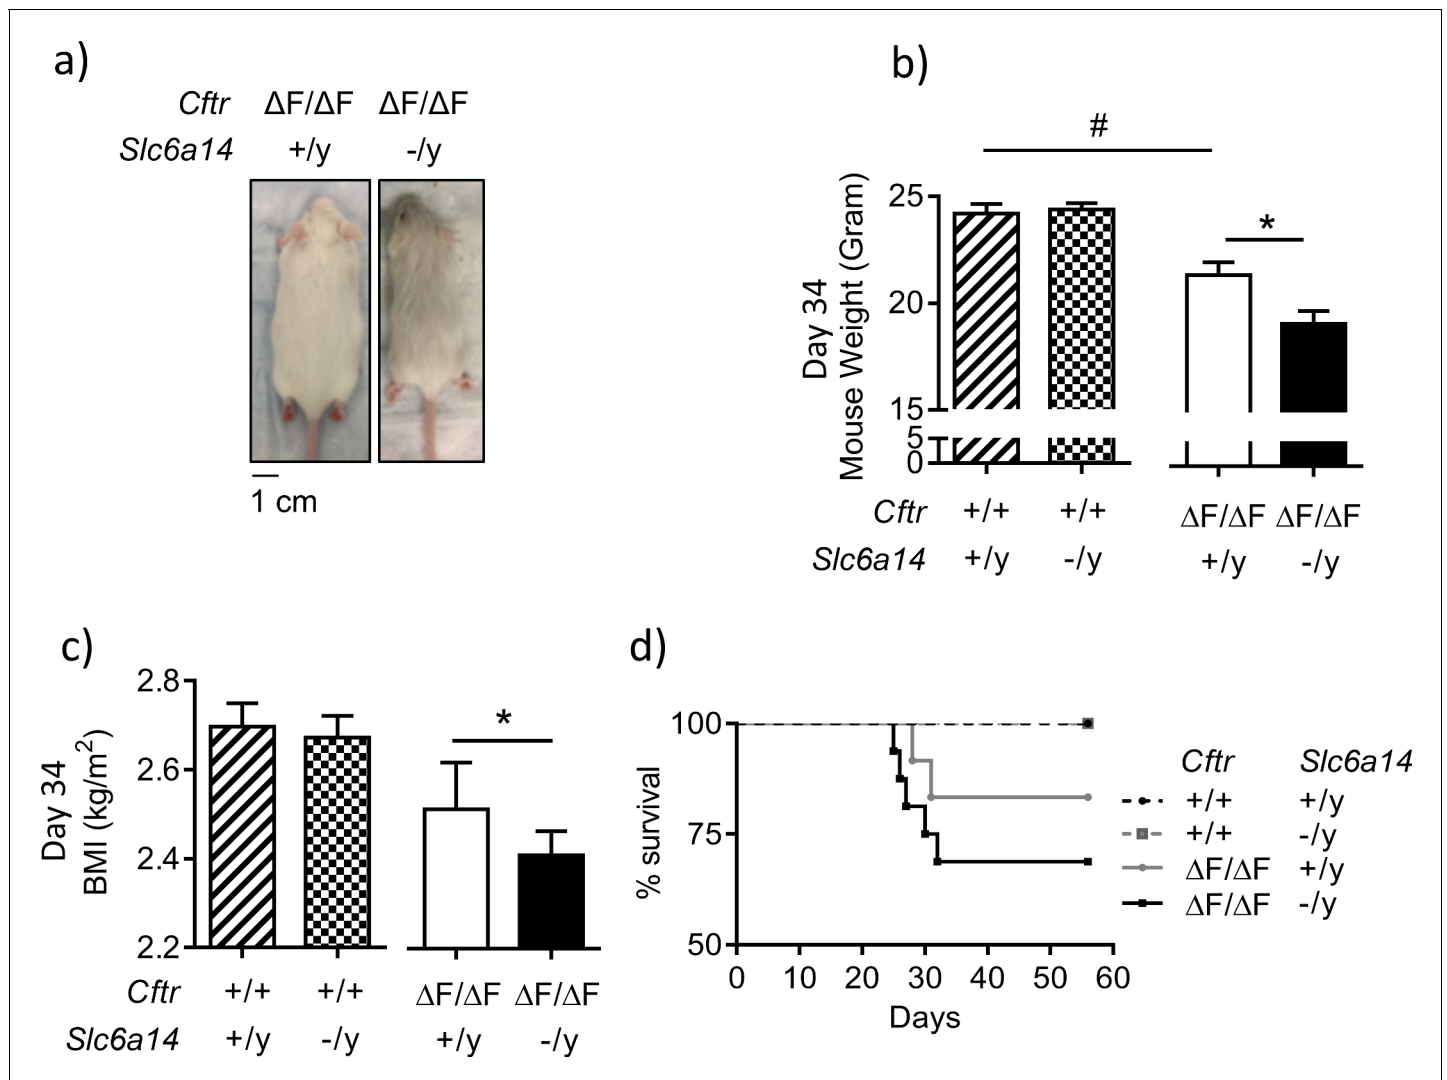 a)
Cftr ΔF/ΔF ΔF/ΔF
Slc6a14 +/y -/y
1 cm
b)
#
*
Day 34
Mouse Weight (Gram)
25
20
15
5
0
Cftr +/+ +/+ ΔF/ΔF ΔF/ΔF
Slc6a14 +/y -/y +/y -/y
c)
*
Day 34
BMI (kg/m²)
2.8
2.6
2.4
2.2
Cftr +/+ +/+ ΔF/ΔF ΔF/ΔF
Slc6a14 +/y -/y +/y -/y
d)
% survival
100
75
50
0 10 20 30 40 50 60
Days
Cftr Slc6a14
+/+ +/y
+/+ -/y
ΔF/ΔF +/y
ΔF/ΔF -/y